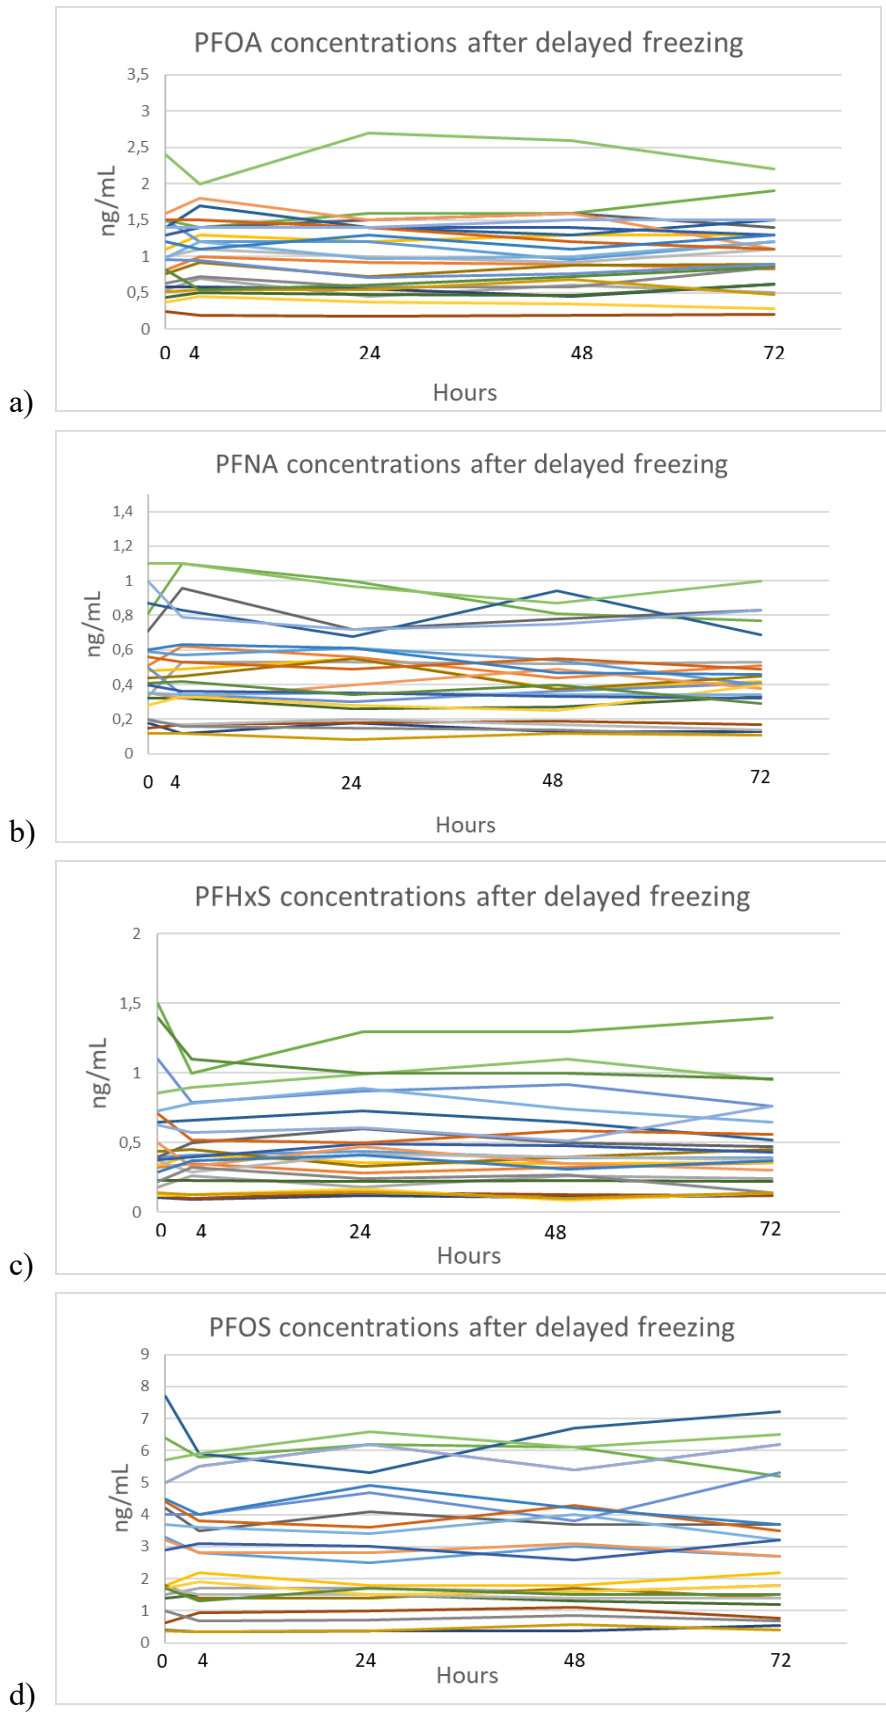 PFOA concentrations after delayed freezing
3,5
3
2,5
2
1,5
1
0,5
0
ng/mL
0 4 24 48 72
Hours
a)
PFNA concentrations after delayed freezing
1,4
1,2
1
0,8
0,6
0,4
0,2
0
ng/mL
0 4 24 48 72
Hours
b)
PFHxS concentrations after delayed freezing
2
1,5
1
0,5
0
ng/mL
0 4 24 48 72
Hours
c)
PFOS concentrations after delayed freezing
9
8
7
6
5
4
3
2
1
0
ng/mL
0 4 24 48 72
Hours
d)